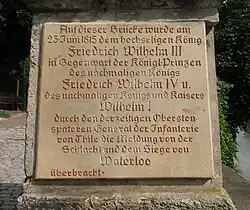 Auf dieser Brücke wurde am
23 Juni 1815 dem hochseligen König
Friedrich Wilhelm III
in Gegenwart der Königl Prinzen
des nachmaligen Königs
Friedrich Wilhelm IV u.
des nachmaligen Königs und Kaisers
Wilhelm I
durch den derzeitigen Obersten
späteren General der Infanterie
von Thile die Meldung von der
Schlacht und dem Siege von
Waterloo
überbracht.